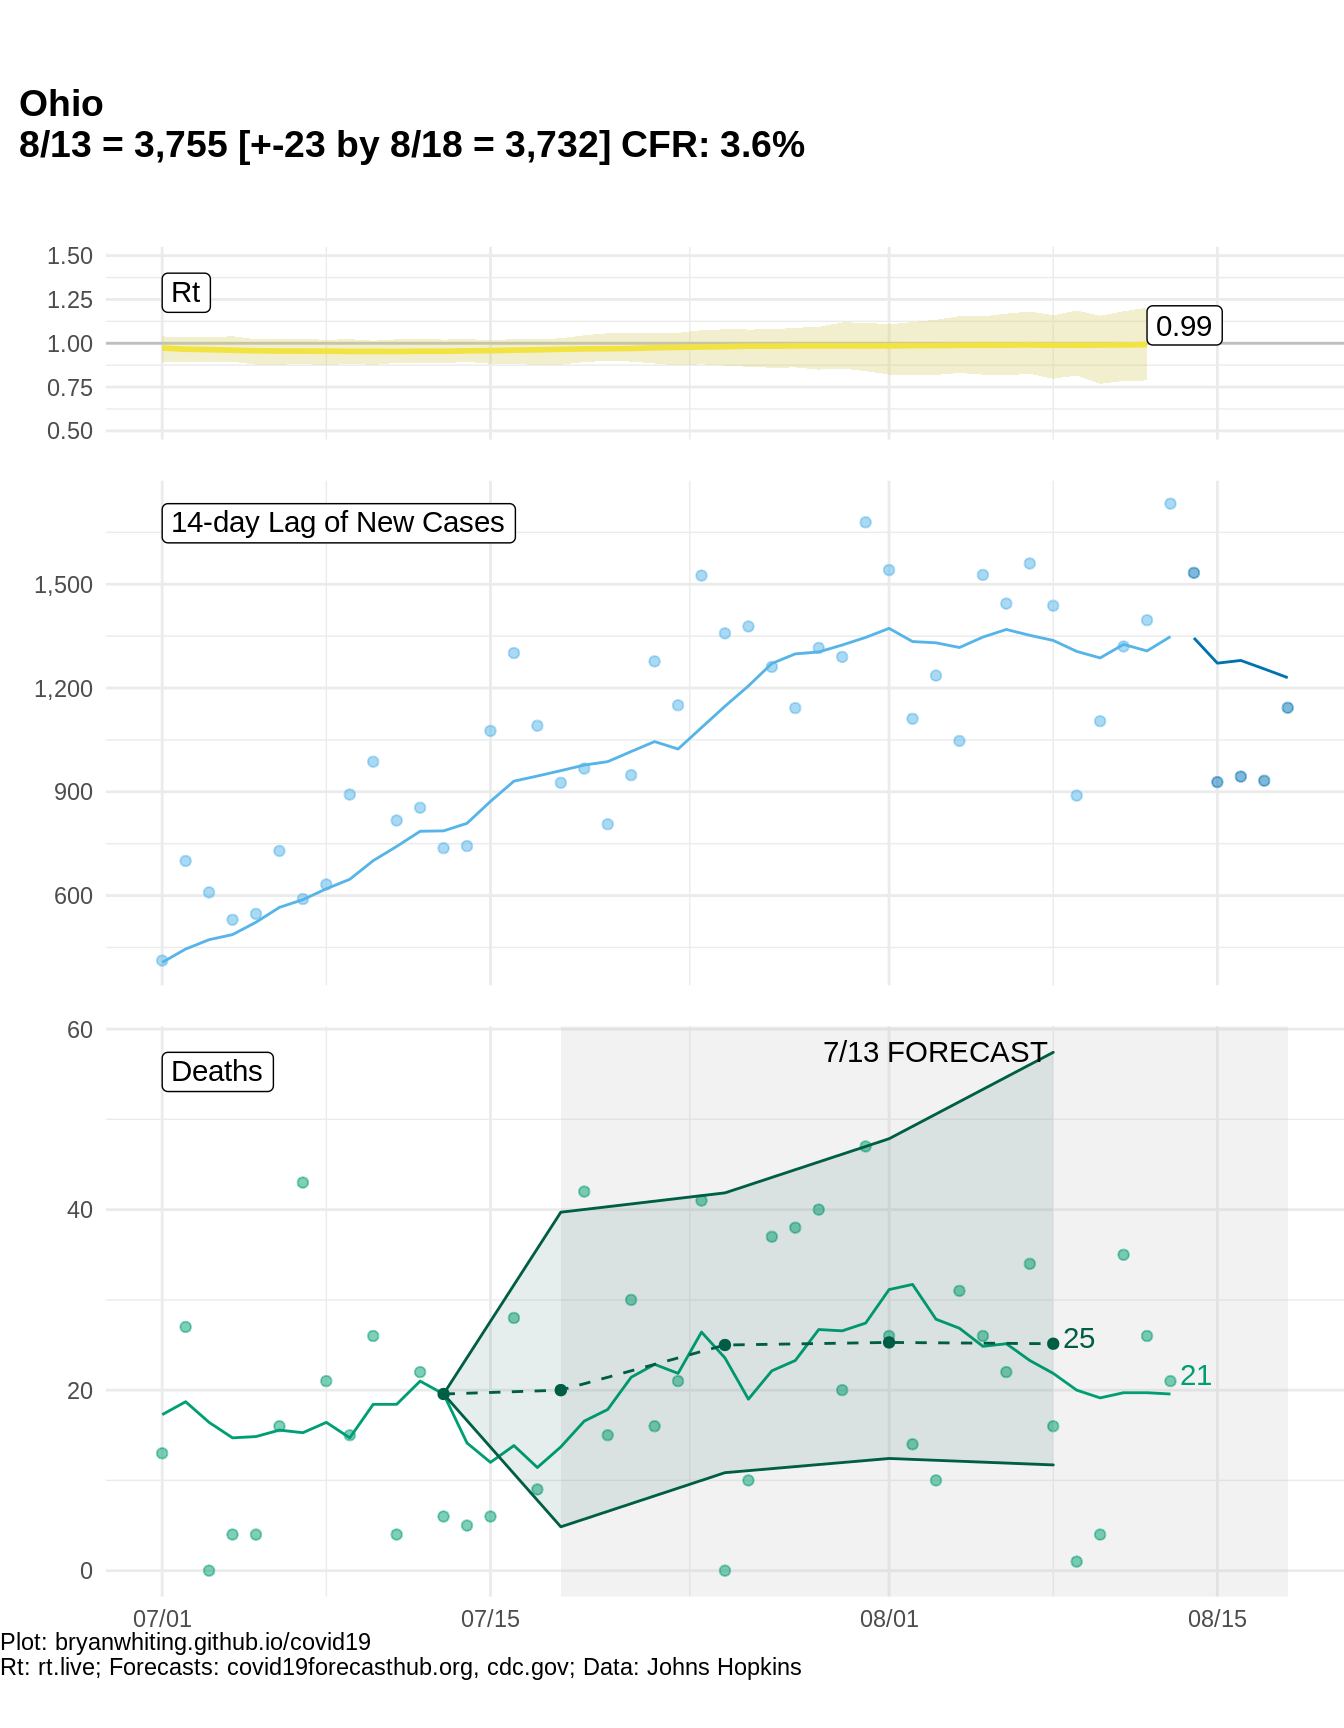 Ohio
8/13 = 3,755 [+-23 by 8/18 = 3,732] CFR: 3.6%
1.50
1.25
1.00
0.75
0.50
Rt
0.99
14-day Lag of New Cases
1,500
1,200
900
600
60
40
20
0
Deaths
7/13 FORECAST
25
21
07/01
07/15
08/01
08/15
Plot: bryanwhiting.github.io/covid19
Rt: rt.live; Forecasts: covid19forecasthub.org, cdc.gov; Data: Johns Hopkins